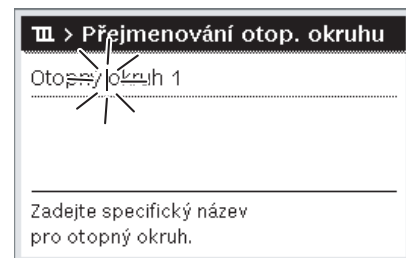 > Přejmenování otop. okruhu
Otopný okruh 1
Zadejte specifický název
pro otopný okruh.